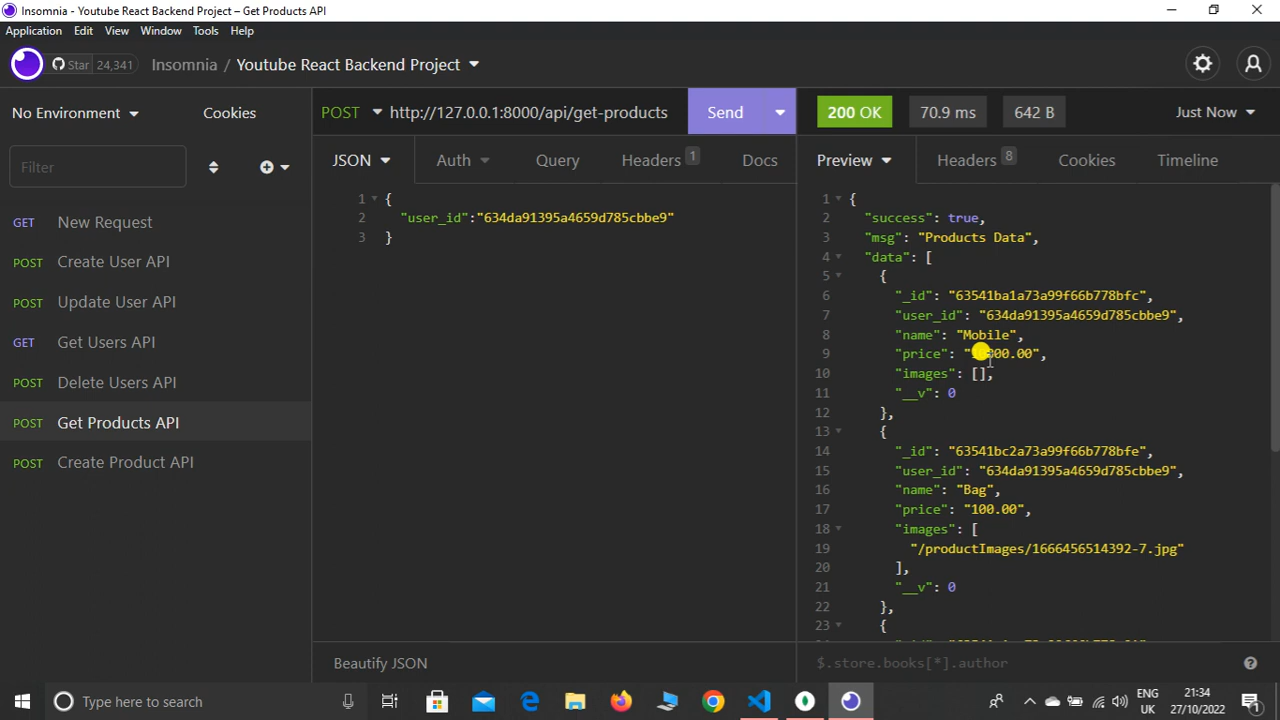 Insomnia - Youtube React Backend Project – Get Products API
Application Edit View Window Tools Help
Star 24,341 Insomnia / Youtube React Backend Project
No Environment Cookies
Filter
GET New Request
POST Create User API
POST Update User API
GET Get Users API
POST Delete Users API
POST Get Products API
POST Create Product API
POST http://127.0.0.1:8000/api/get-products Send
JSON Auth Query Headers 1 Docs
1 {
2 "user_id":"634da91395a4659d785cbbe9"
3 }
Beautify JSON
200 OK 70.9 ms 642 B Just Now
Preview Headers 8 Cookies Timeline
1 {
2 "success": true,
3 "msg": "Products Data",
4 "data": [
5 {
6 "_id": "63541ba1a73a99f66b778bfc",
7 "user_id": "634da91395a4659d785cbbe9",
8 "name": "Mobile",
9 "price":
10 "images": [],
11 "__v": 0
12 },
13 {
14 "_id": "63541bc2a73a99f66b778bfe",
15 "user_id": "634da91395a4659d785cbbe9",
16 "name": "Bag",
17 "price": "100.00",
18 "images": [
19 "/productImages/1666456514392-7.jpg"
20 ],
21 "__v": 0
22 },
23 {
$.store.books[*].author
Type here to search
ENG
UK
21:34
27/10/2022
1